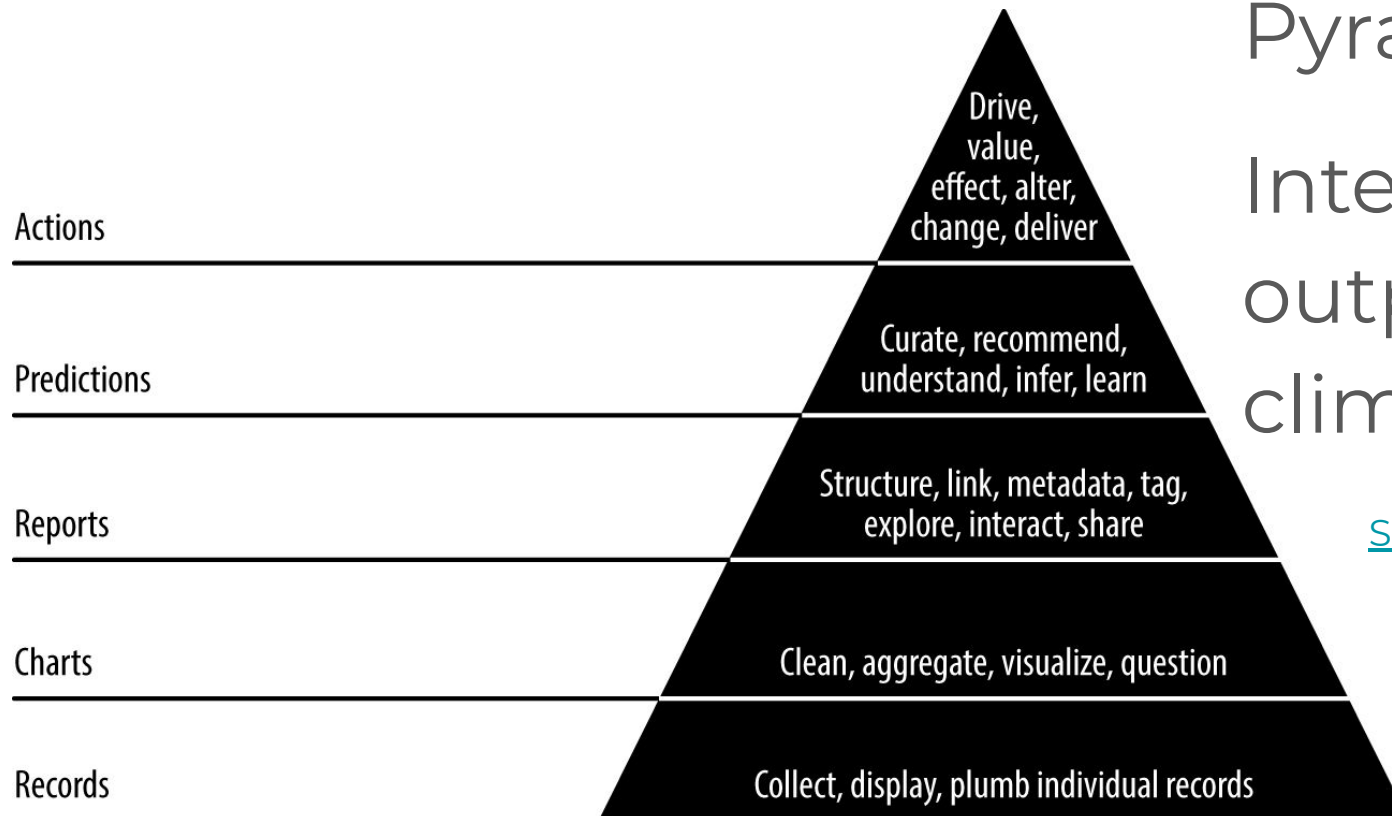 Actions
Drive,
value,
effect, alter,
change, deliver
Predictions
Curate, recommend,
understand, infer, learn
Reports
Structure, link, metadata, tag,
explore, interact, share
Charts
Clean, aggregate, visualize, question
Records
Collect, display, plumb individual records